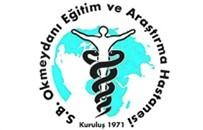 S.B. Okmeydanı Eğitim ve Araştırma Hastanesi
Kuruluş 1971